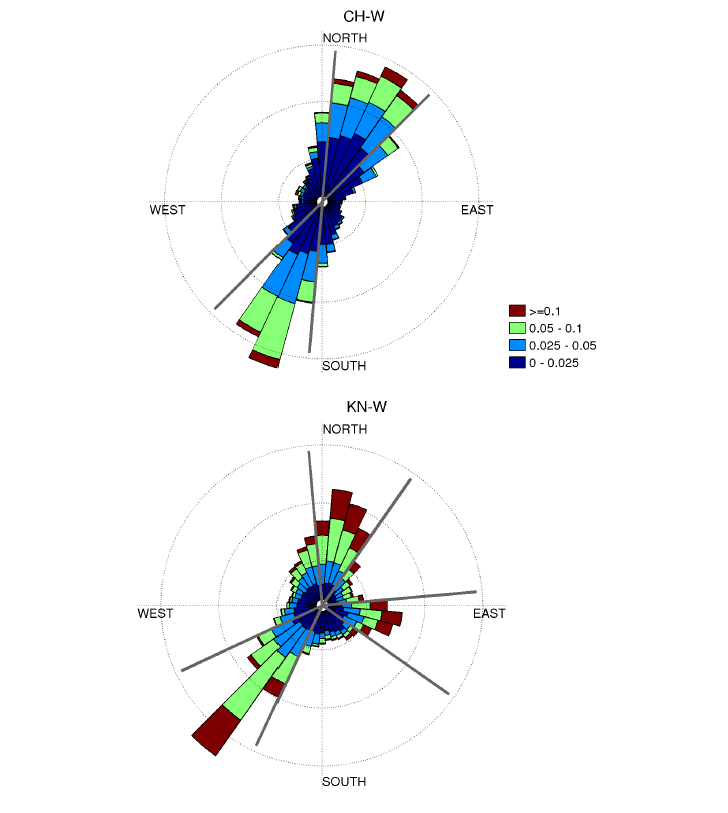 CH-W
NORTH
WEST
EAST
SOUTH
>=0.1
0.05 - 0.1
0.025 - 0.05
0 - 0.025
KN-W
NORTH
WEST
EAST
SOUTH